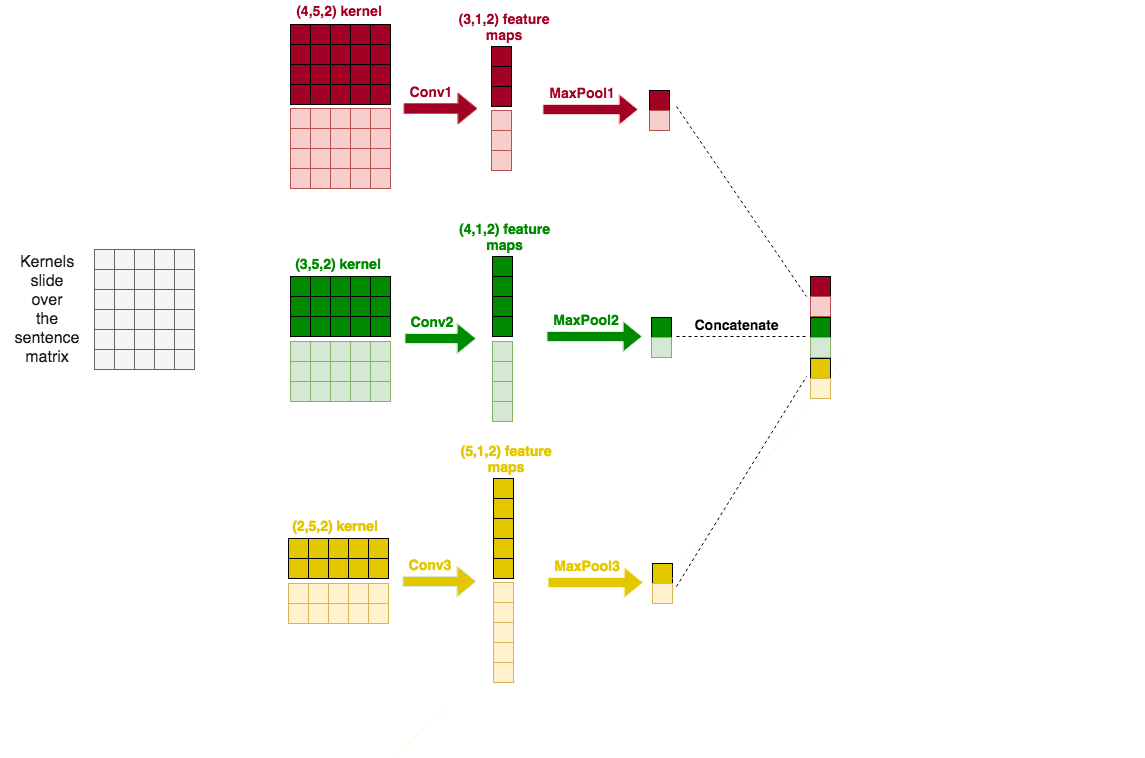 (4,5,2) kernel
(3,1,2) feature
maps
Conv1
MaxPool1
Kernels
slide
over
the
sentence
matrix
(3,5,2) kernel
(4,1,2) feature
maps
Conv2
MaxPool2
Concatenate
(2,5,2) kernel
(5,1,2) feature
maps
Conv3
MaxPool3